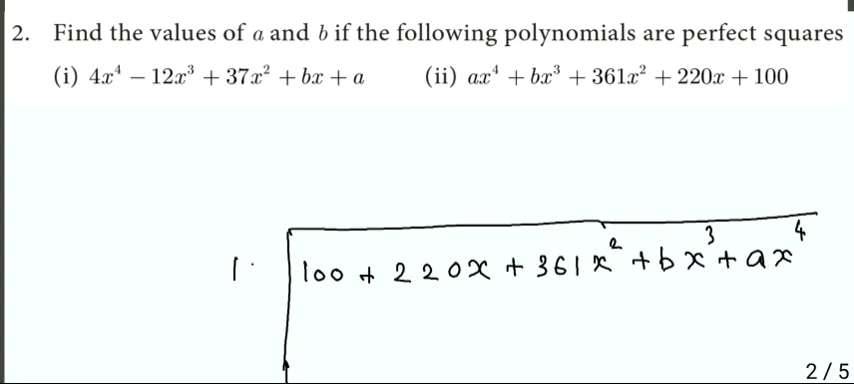 2. Find the values of a and b if the following polynomials are perfect squares
(i) 4x⁴ − 12x³ + 37x² + bx + a (ii) ax⁴ + bx³ + 361x² + 220x + 100
1. 100 + 220x + 361x² + bx³ + ax⁴
2 / 5